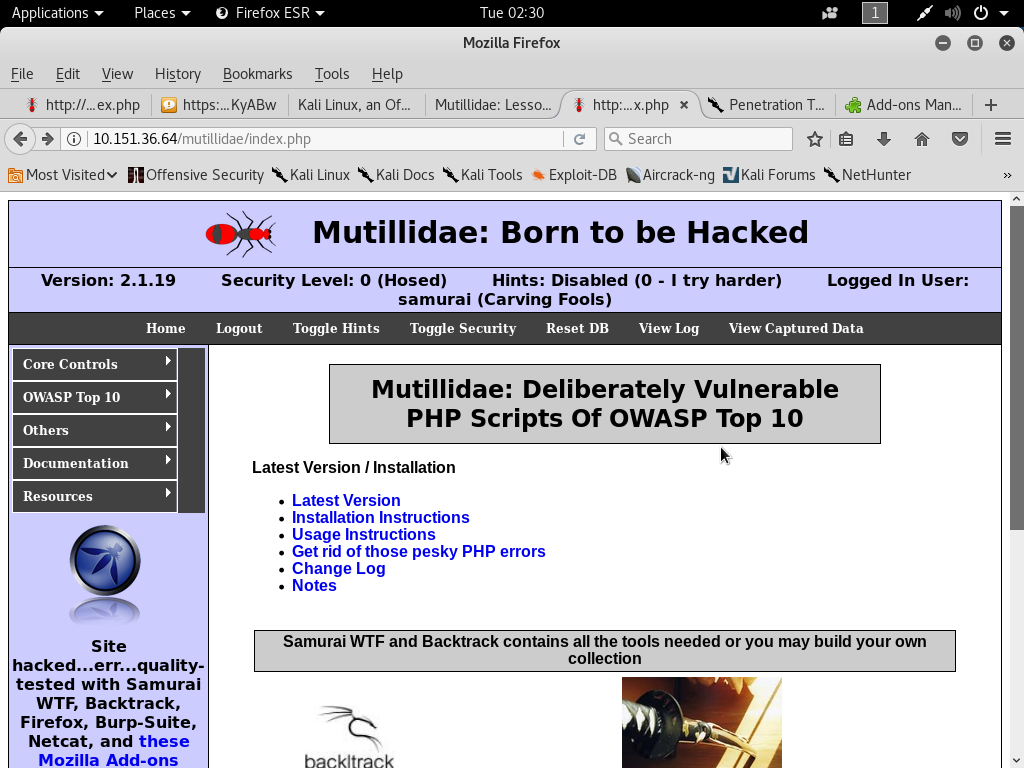 Applications Places Firefox ESR Tue 02:30 1
Mozilla Firefox
File Edit View History Bookmarks Tools Help
http://...ex.php https:...KyABw Kali Linux, an Of... Mutillidae: Lesso... http:...x.php Penetration T... Add-ons Man...
10.151.36.64/mutillidae/index.php Search
Most Visited Offensive Security Kali Linux Kali Docs Kali Tools Exploit-DB Aircrack-ng Kali Forums NetHunter »
Mutillidae: Born to be Hacked
Version: 2.1.19 Security Level: 0 (Hosed) Hints: Disabled (0 - I try harder) Logged In User:
samurai (Carving Fools)
Home Logout Toggle Hints Toggle Security Reset DB View Log View Captured Data
Core Controls
OWASP Top 10
Others
Documentation
Resources
Site
hacked...err...quality-
tested with Samurai
WTF, Backtrack,
Firefox, Burp-Suite,
Netcat, and these
Mozilla Add-ons
Mutillidae: Deliberately Vulnerable
PHP Scripts Of OWASP Top 10
Latest Version / Installation
• Latest Version
• Installation Instructions
• Usage Instructions
• Get rid of those pesky PHP errors
• Change Log
• Notes
Samurai WTF and Backtrack contains all the tools needed or you may build your own
collection
backltrack